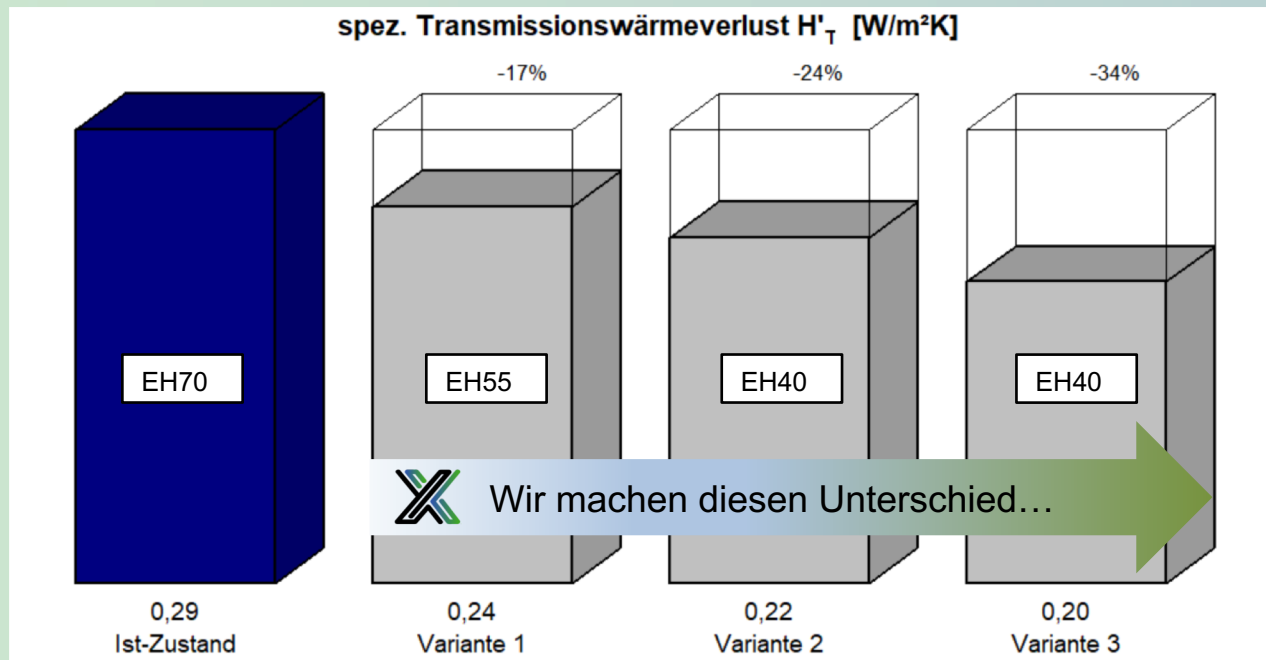 spez. Transmissionswärmeverlust H'T [W/m²K]
-17% -24% -34%
EH70 EH55 EH40 EH40
Wir machen diesen Unterschied…
0,29 0,24 0,22 0,20
Ist-Zustand Variante 1 Variante 2 Variante 3